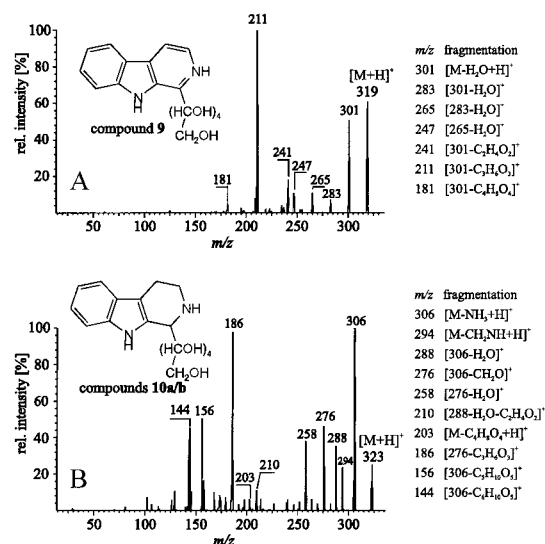 A
rel. intensity [%]
100
80
60
40
20
N
H
NH
(CHOH)4
CH2OH
compound 9
181
211
241
247
265
283
301
[M+H]+
319
50 100 150 200 250 300
m/z
m/z fragmentation
301 [M-H2O+H]+
283 [301-H2O]+
265 [283-H2O]+
247 [265-H2O]+
241 [301-C2H4O2]+
211 [301-C3H6O3]+
181 [301-C4H8O4]+
B
rel. intensity [%]
100
80
60
40
20
N
H
NH
(CHOH)4
CH2OH
compounds 10a/b
144
156
186
203
210
258
276
288
294
306
[M+H]+
323
50 100 150 200 250 300
m/z
m/z fragmentation
306 [M-NH3+H]+
294 [M-CH2NH+H]+
288 [306-H2O]+
276 [306-CH2O]+
258 [276-H2O]+
210 [288-H2O-C2H4O2]+
203 [M-C4H8O4+H]+
186 [276-C3H6O3]+
156 [306-C5H10O5]+
144 [306-C6H10O5]+